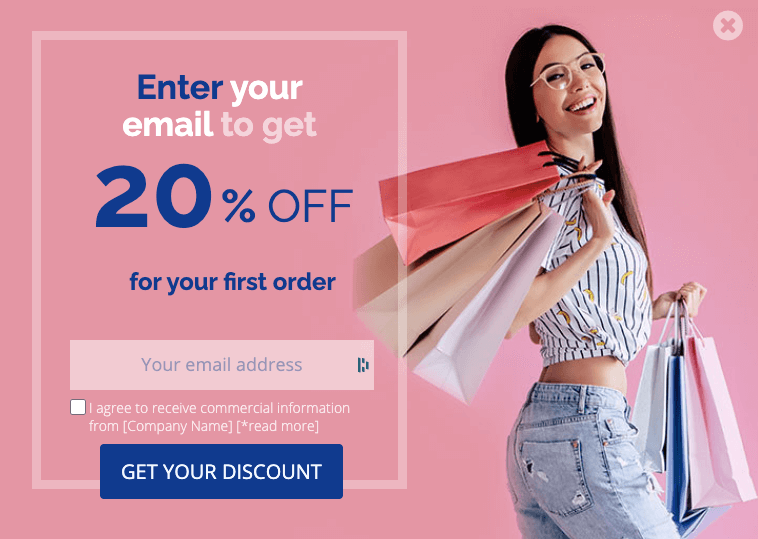 Enter your
email to get
20 % OFF
for your first order
Your email address
I agree to receive commercial information
from [Company Name] [*read more]
GET YOUR DISCOUNT